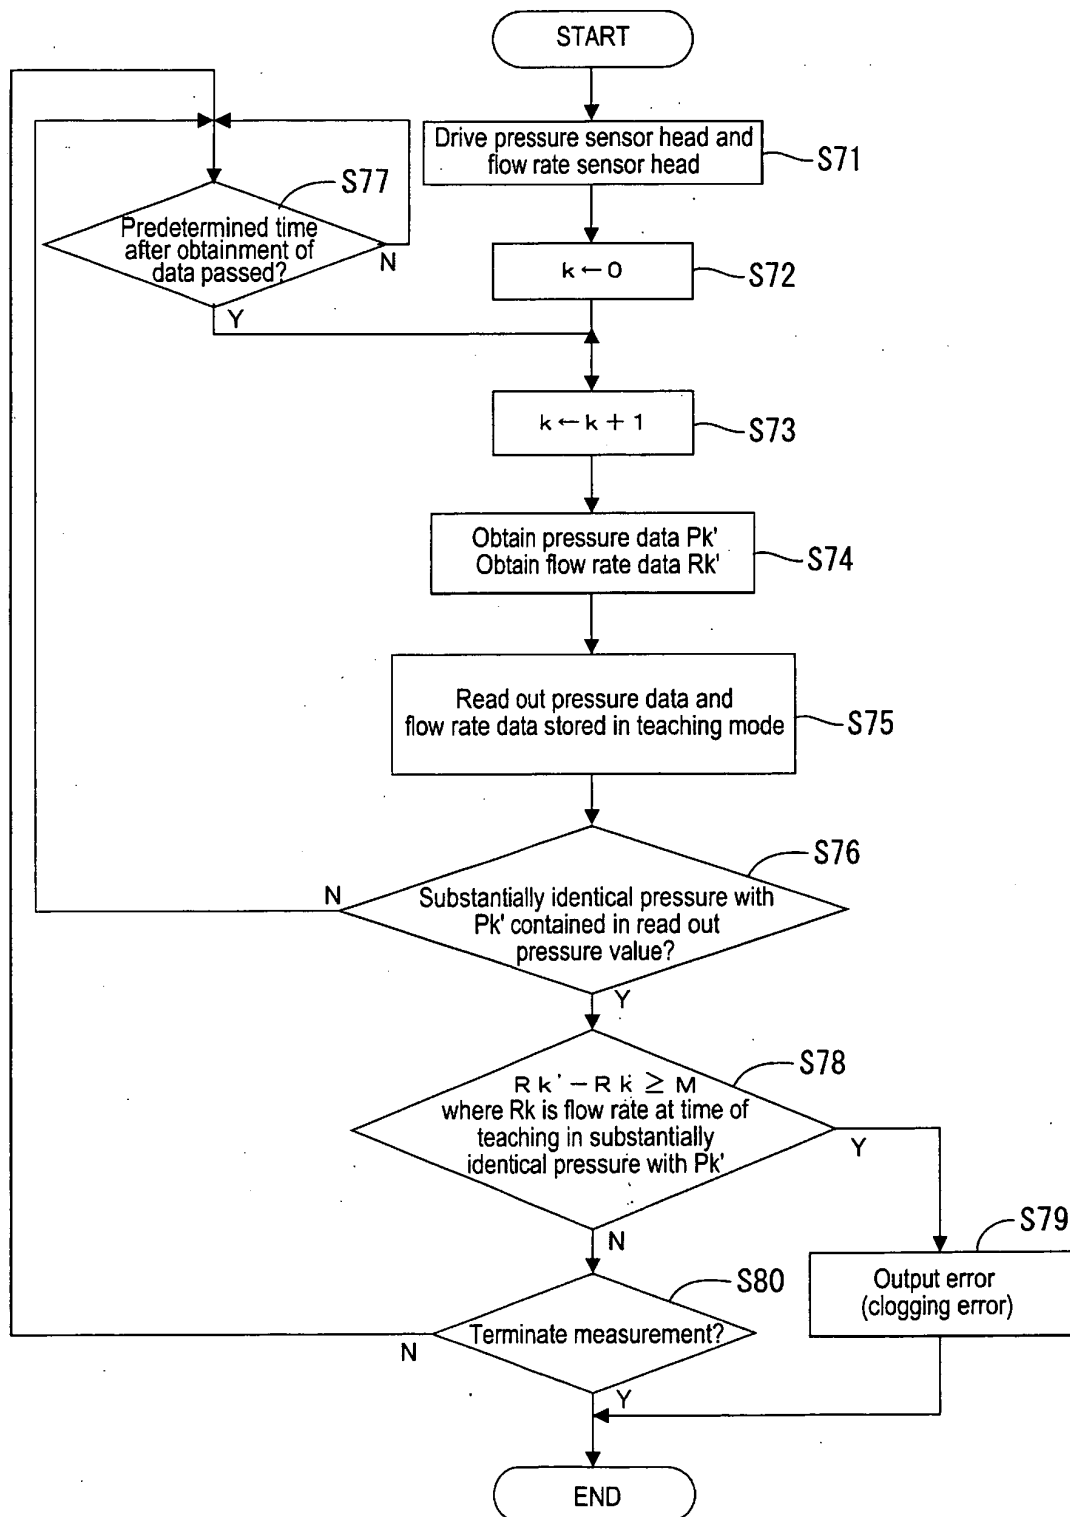 START
Drive pressure sensor head and
flow rate sensor head
S71
S77
Predetermined time
after obtainment of
data passed?
N
Y
k ← 0
S72
k ← k + 1
S73
Obtain pressure data Pk'
Obtain flow rate data Rk'
S74
Read out pressure data and
flow rate data stored in teaching mode
S75
S76
N
Substantially identical pressure with
Pk' contained in read out
pressure value?
Y
S78
Rk' - Rk ≥ M
where Rk is flow rate at time of
teaching in substantially
identical pressure with Pk'
Y
N
S79
Output error
(clogging error)
S80
Terminate measurement?
N
Y
END